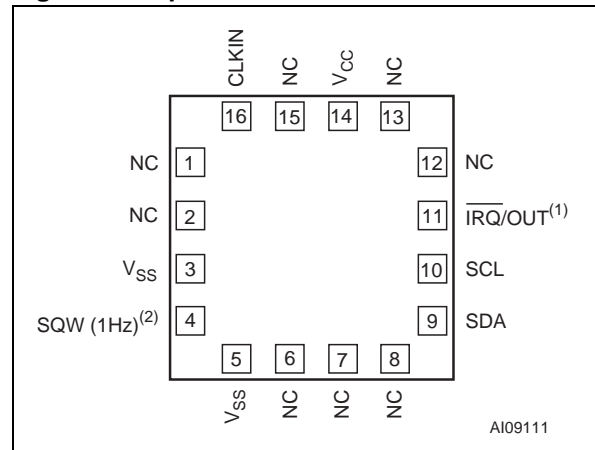 CLKIN
NC
VCC
NC
16
15
14
13
NC 1
12 NC
NC 2
11 IRQ/OUT(1)
VSS 3
10 SCL
SQW (1Hz)(2) 4
9 SDA
5
6
7
8
VSS
NC
NC
NC
AI09111